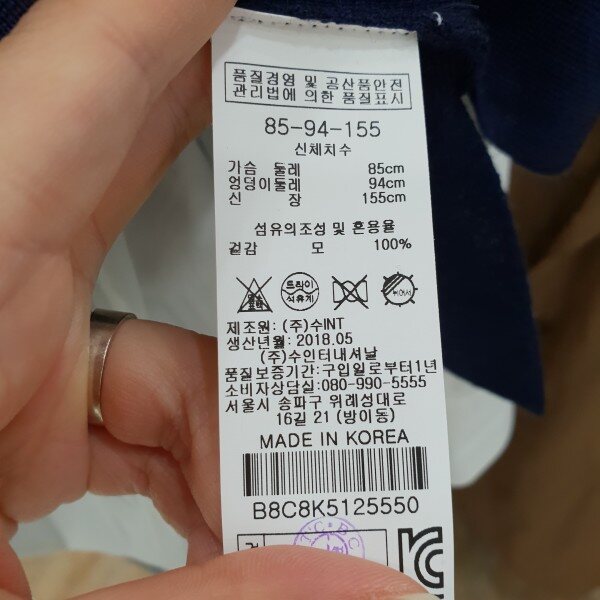 품질경영 및 공산품안전
관리법에 의한 품질표시
85-94-155
신체치수
가슴 둘레 85cm
엉덩이둘레 94cm
신 장 155cm
섬유의조성 및 혼용율
겉감 모 100%
드라이
석유계
제조원: (주)수INT
생산년월: 2018.05
(주)수인터내셔날
품질보증기간: 구입일로부터1년
소비자상담실: 080-990-5555
서울시 송파구 위례성대로
16길 21 (방이동)
MADE IN KOREA
B8C8K5125550